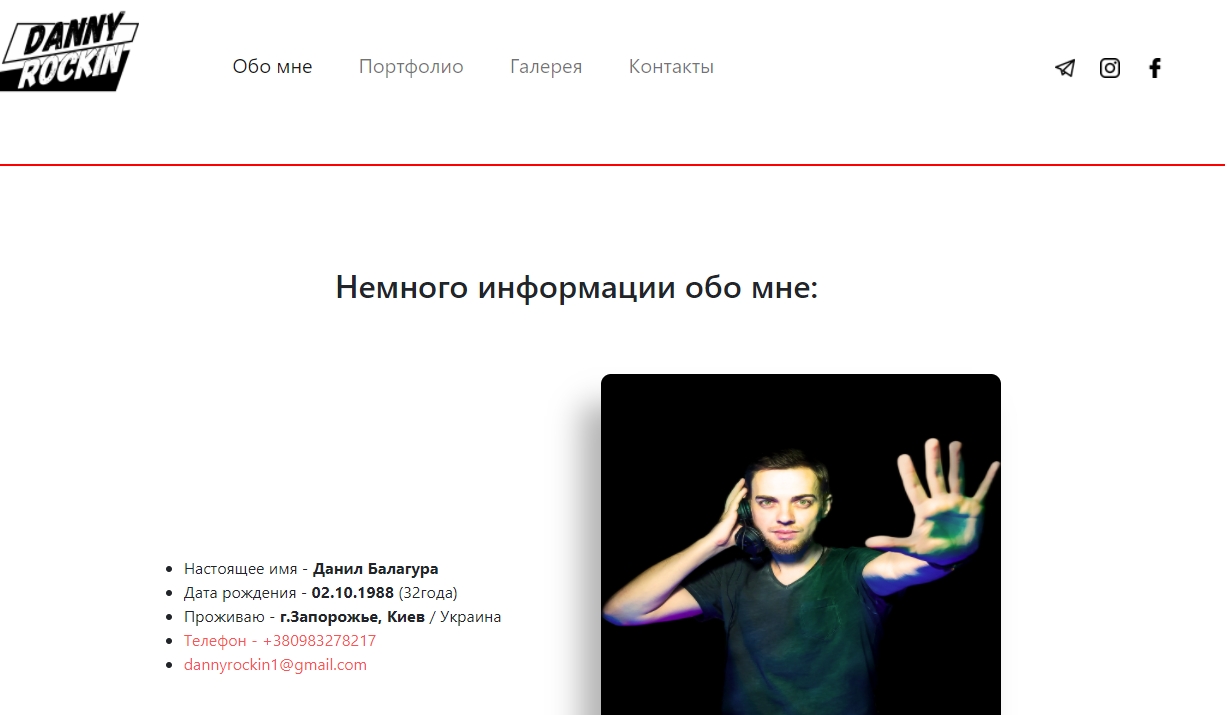 DANNY
ROCKIN
Обо мне Портфолио Галерея Контакты
Немного информации обо мне:
Настоящее имя - Данил Балагура
Дата рождения - 02.10.1988 (32года)
Проживаю - г.Запорожье, Киев / Украина
Телефон - +380983278217
dannyrockin1@gmail.com